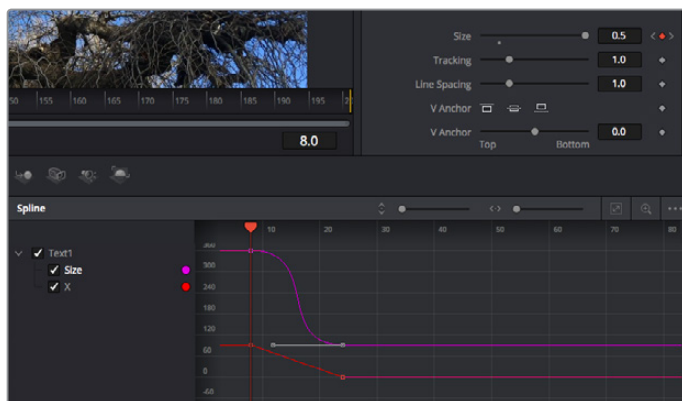 Size 0.5
Tracking 1.0
Line Spacing 1.0
V Anchor
V Anchor 0.0
Top Bottom
155 160 165 170 175 180 185 190 195
8.0
Spline
10 20 30 40 50 60 70 80
Text1
Size
X
360
300
240
180
120
60
0
-60